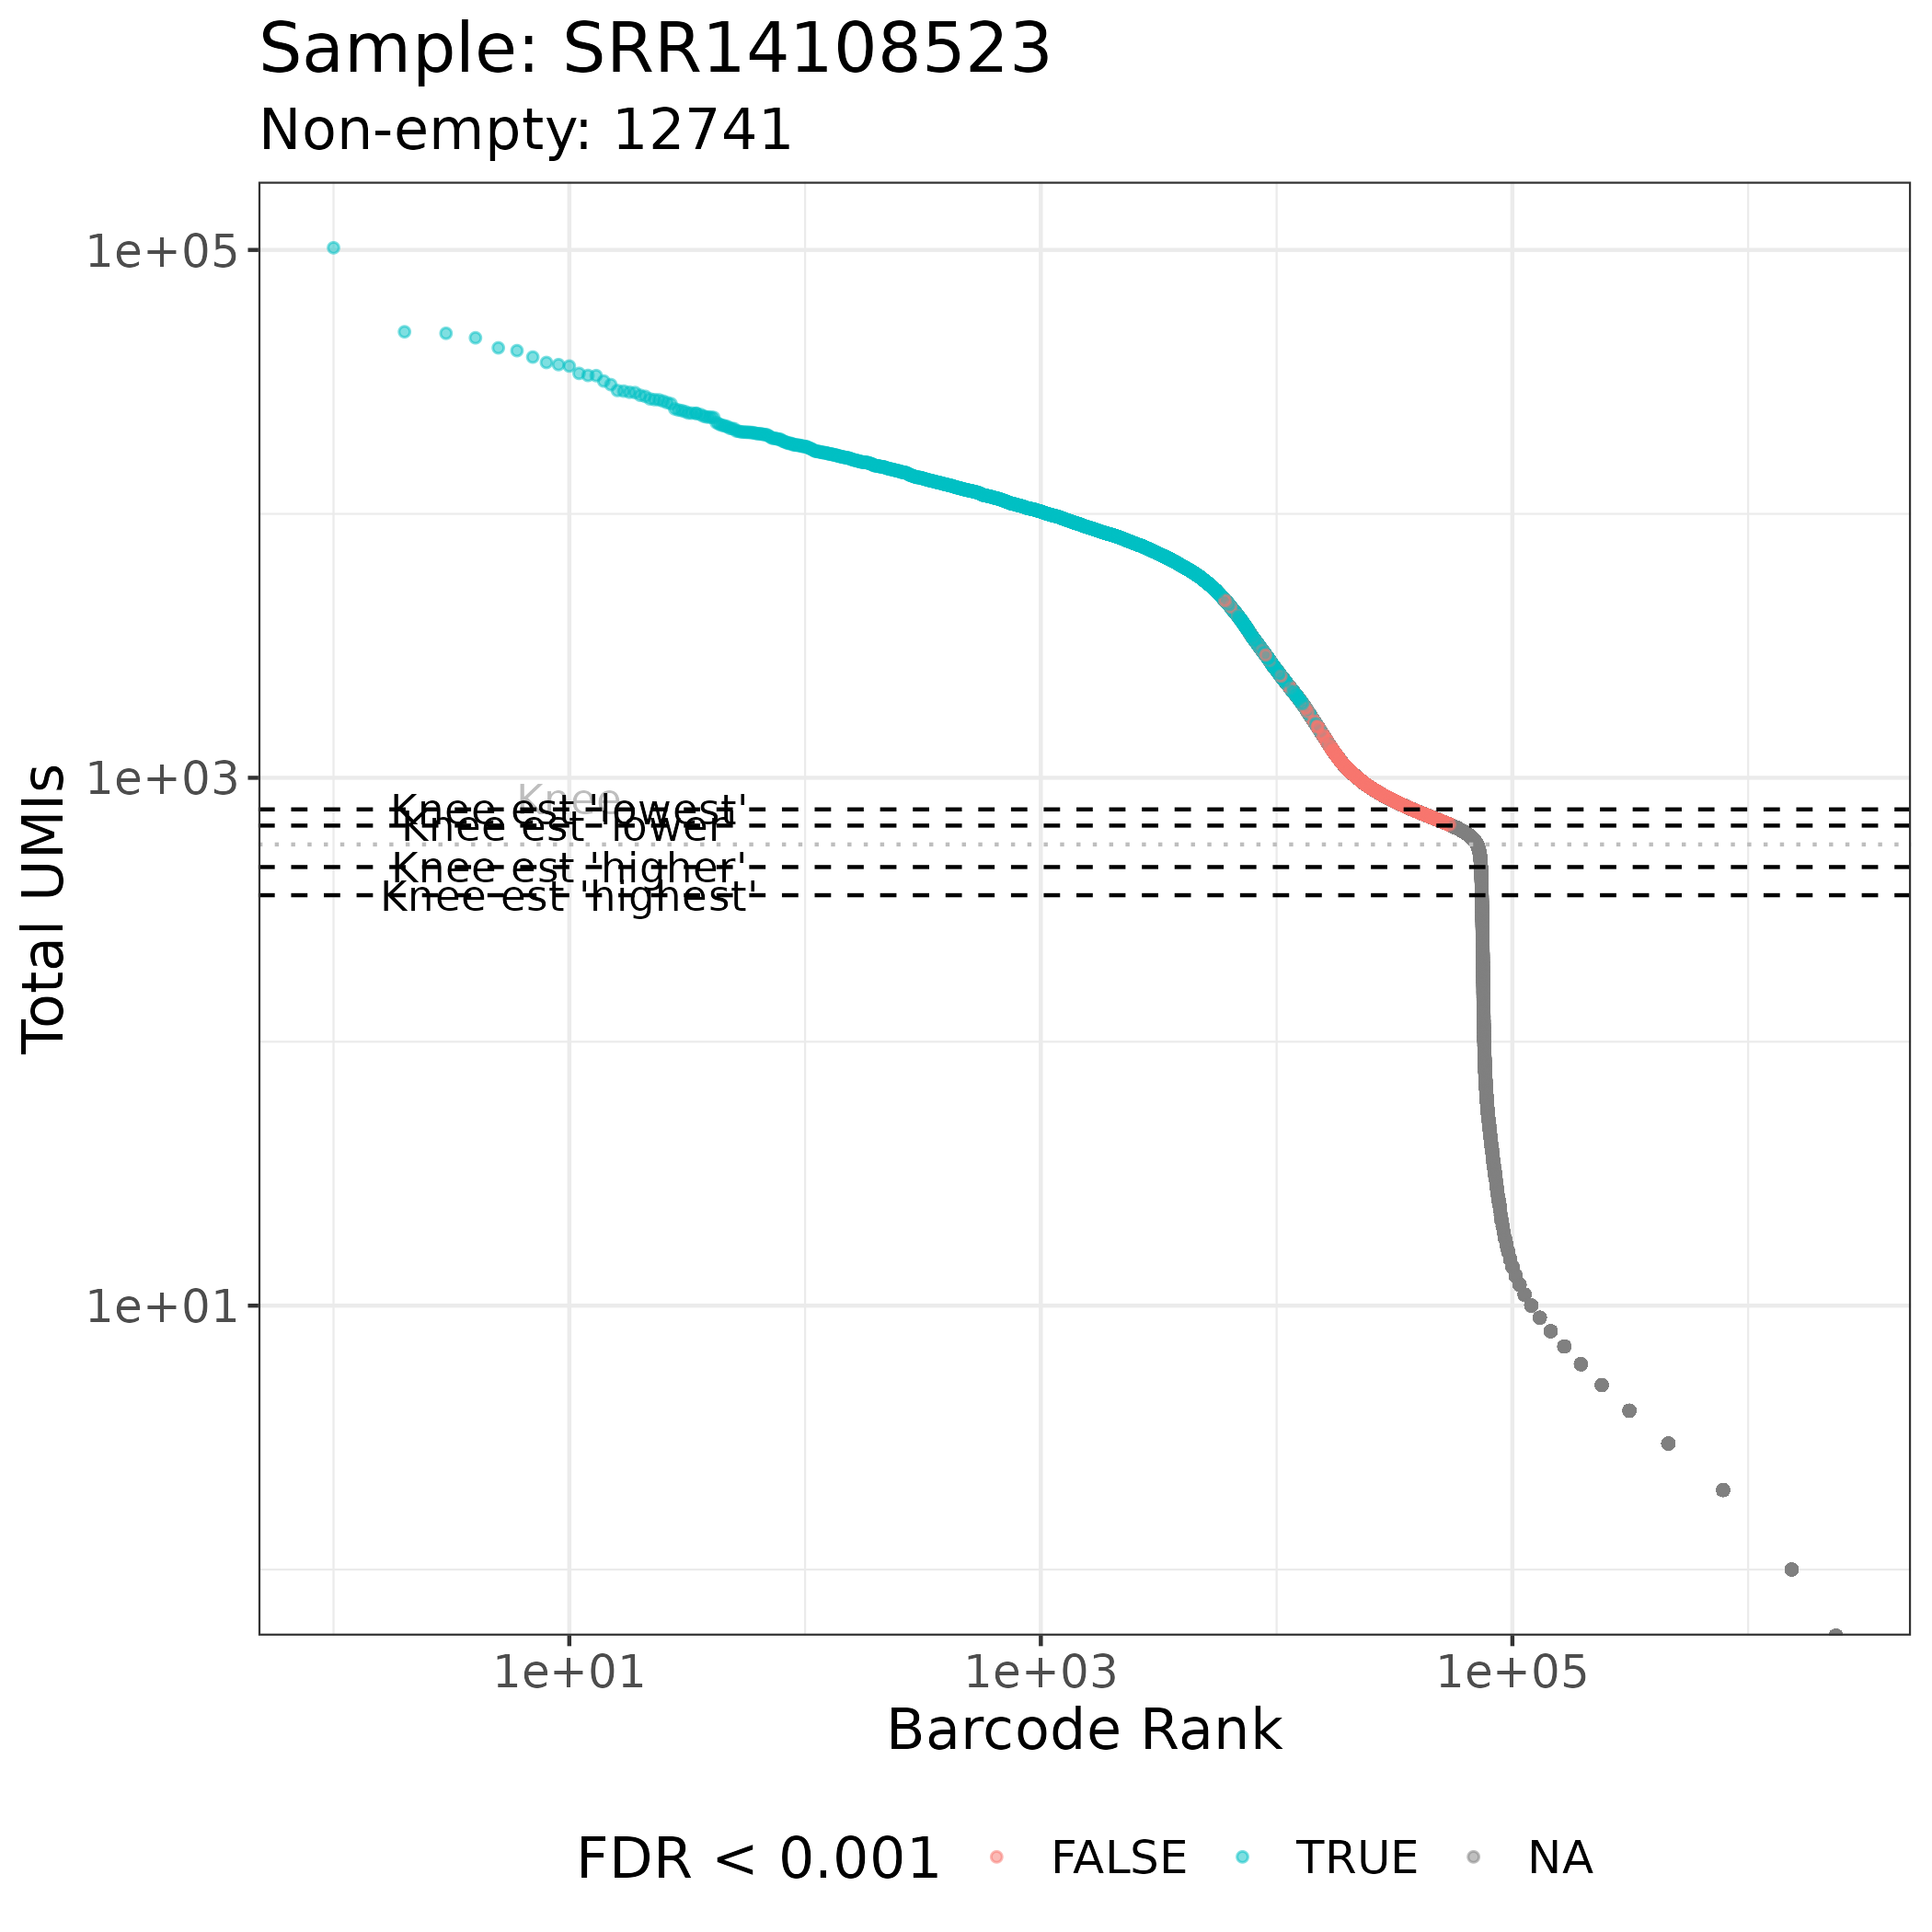 Sample: SRR14108523
Non-empty: 12741
1e+05
1e+03
1e+01
Total UMIs
Knee
Knee est 'lowest'
Knee est 'lower'
Knee est 'higher'
Knee est 'highest'
1e+01 1e+03 1e+05
Barcode Rank
FDR < 0.001 FALSE TRUE NA